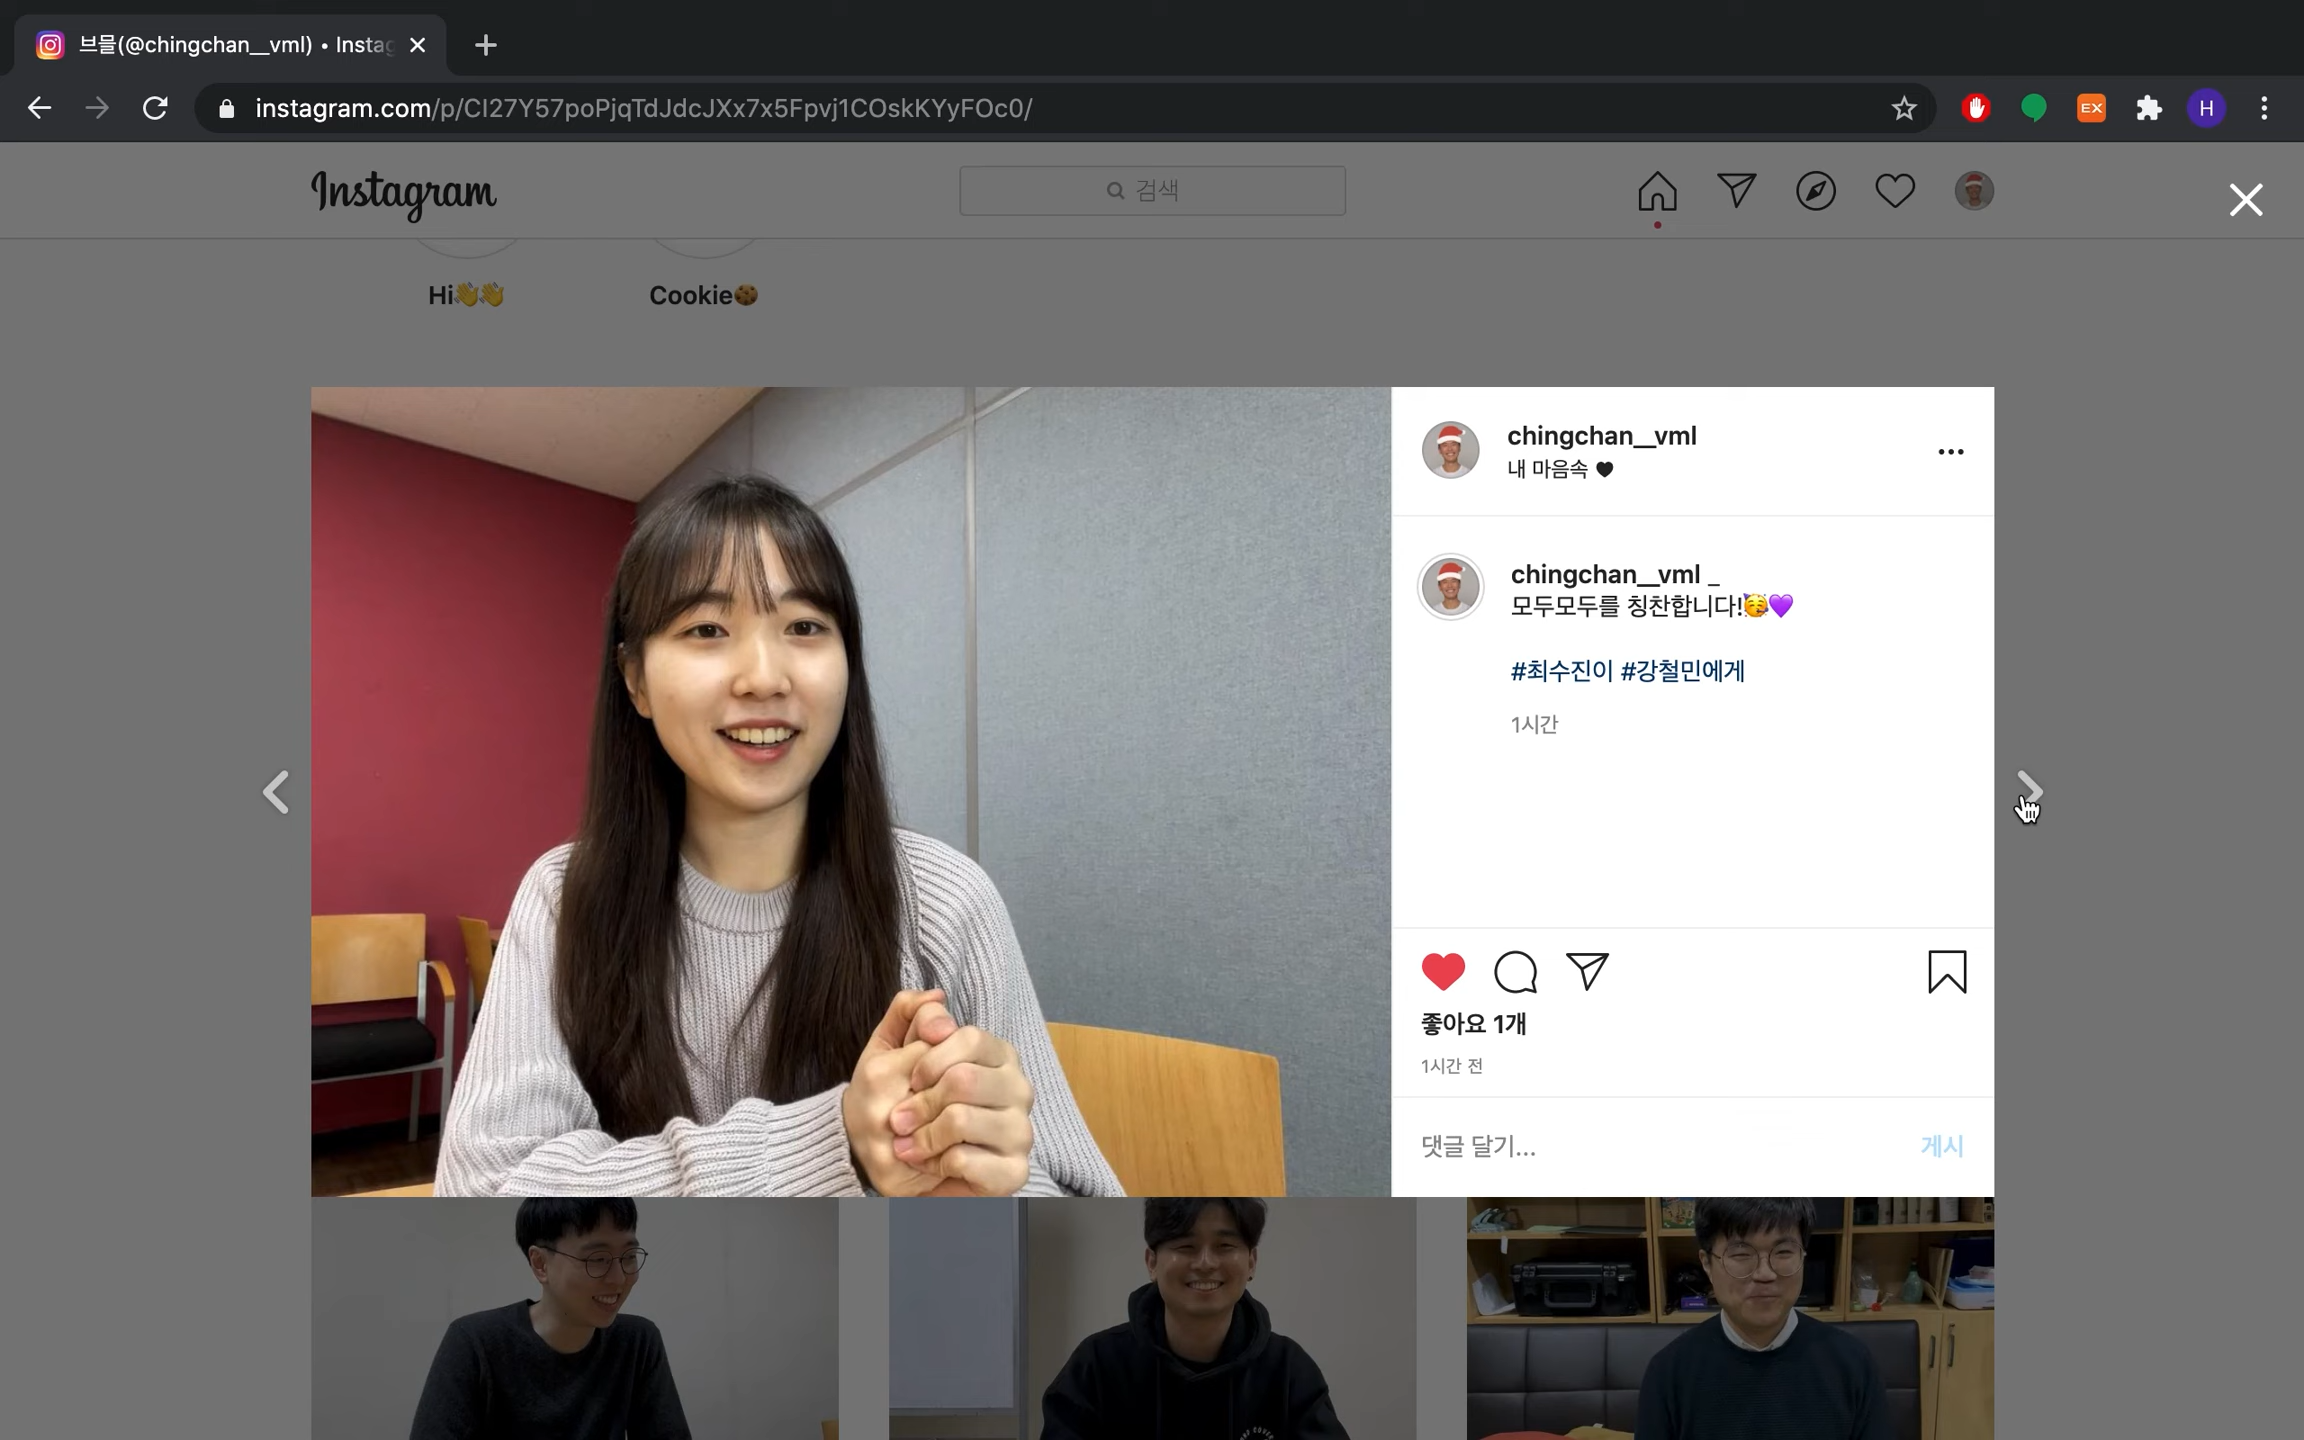 브믈(@chingchan__vml) • Instag
instagram.com/p/CI27Y57poPjqTdJdcJXx7x5Fpvj1COskKYyFOc0/
EX
H
Instagram
검색
Hi👋👋
Cookie🍪
chingchan__vml
내 마음속 🖤
chingchan__vml _
모두모두를 칭찬합니다!🥳💜
#최수진이 #강철민에게
1시간
좋아요 1개
1시간 전
댓글 달기...
게시